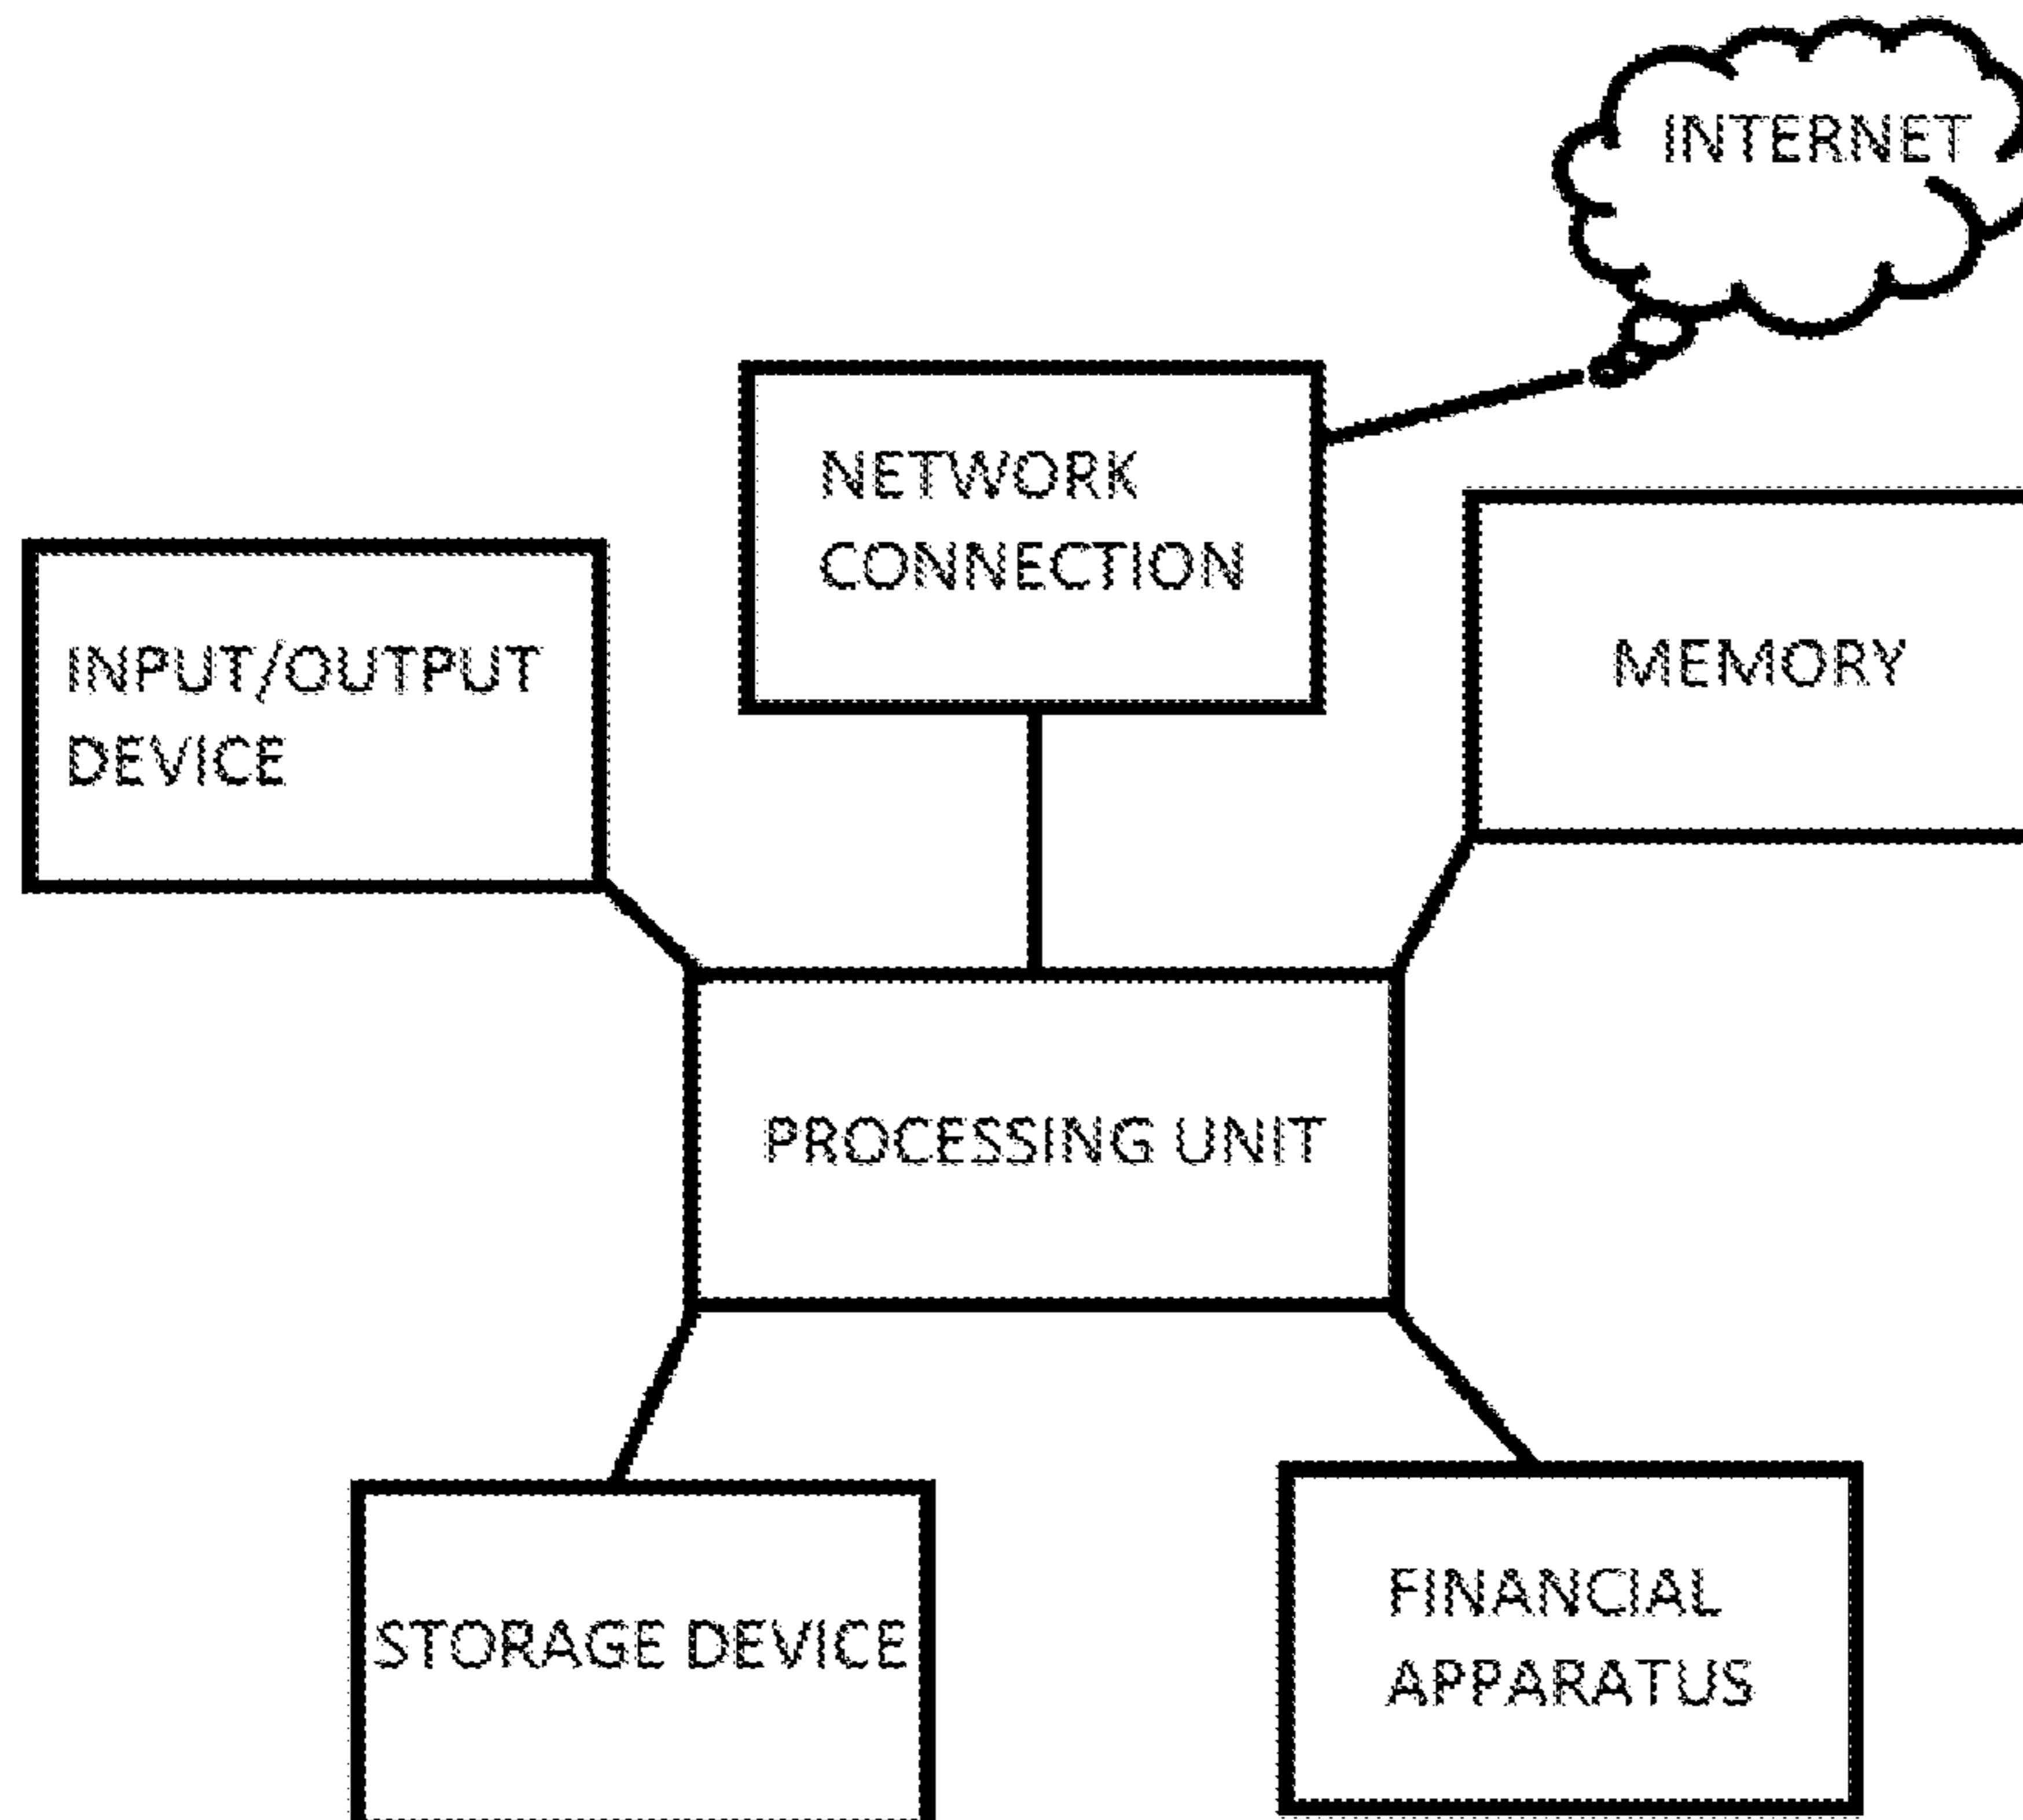 INTERNET
NETWORK
CONNECTION
INPUT/OUTPUT
DEVICE
MEMORY
PROCESSING UNIT
STORAGE DEVICE
FINANCIAL
APPARATUS